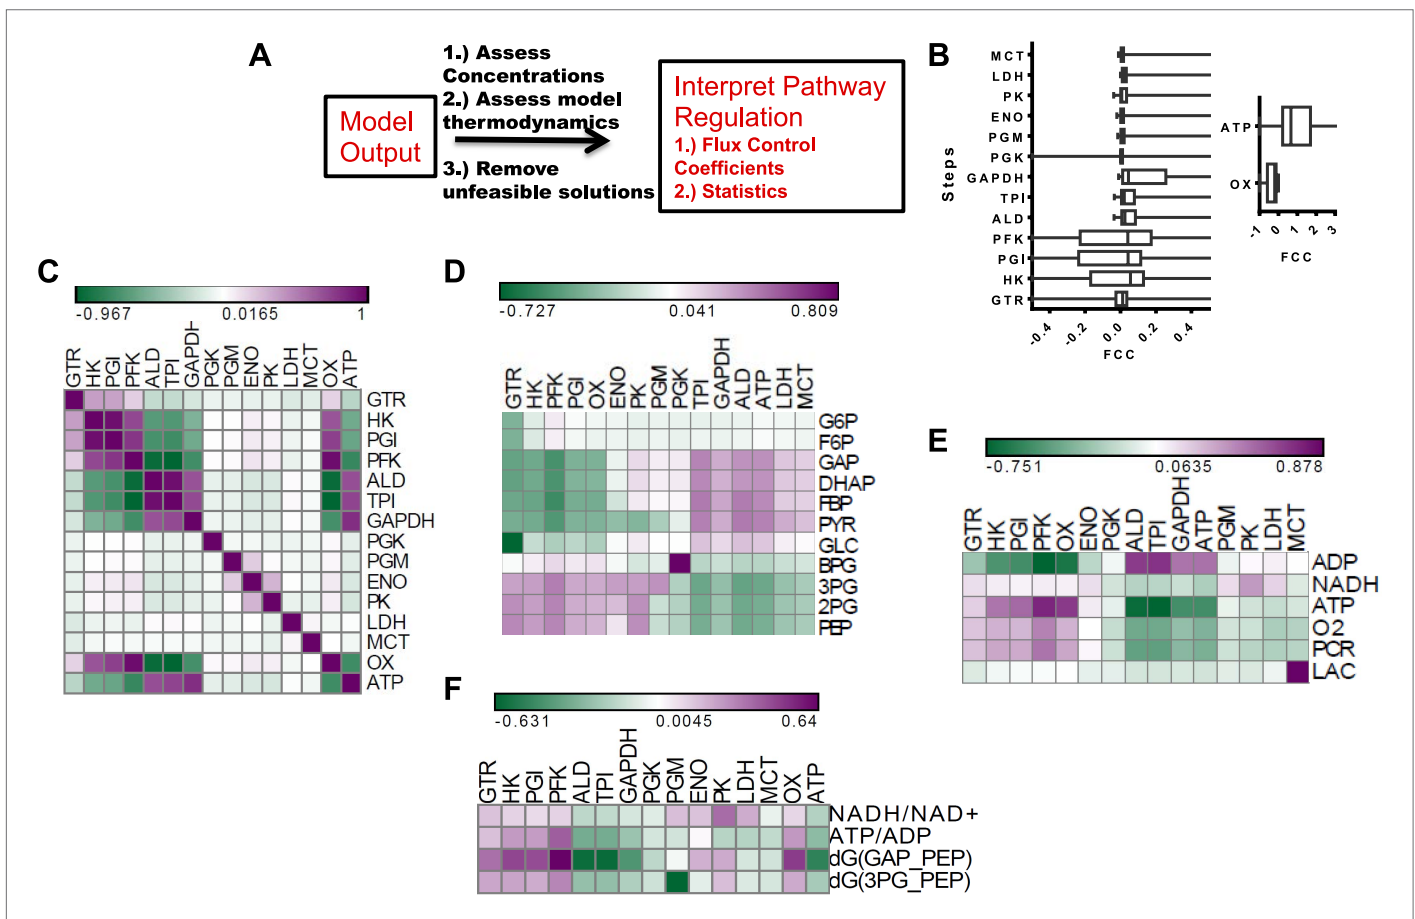 A
1.) Assess
Concentrations
2.) Assess model
thermodynamics
3.) Remove
unfeasible solutions
Model
Output
Interpret Pathway
Regulation
1.) Flux Control
Coefficients
2.) Statistics
B
Steps
MCT
LDH
PK
ENO
PGM
PGK
GAPDH
TPI
ALD
PFK
PGI
HK
GTR
-0.4 -0.2 0.0 0.2 0.4
FCC
ATP
OX
-1 0 1 2 3
FCC
C
-0.967 0.0165 1
GTR HK PGI PFK ALD TPI GAPDH PGK PGM ENO PK LDH MCT OX ATP
GTR
HK
PGI
PFK
ALD
TPI
GAPDH
PGK
PGM
ENO
PK
LDH
MCT
OX
ATP
D
-0.727 0.041 0.809
GTR HK PFK PGI OX ENO PK PGM PGK TPI GAPDH ALD ATP LDH MCT
G6P
F6P
GAP
DHAP
FBP
PYR
GLC
BPG
3PG
2PG
PEP
E
-0.751 0.0635 0.878
GTR HK PGI PFK OX ENO PGK ALD TPI GAPDH ATP PGM PK LDH MCT
ADP
NADH
ATP
O2
PCR
LAC
F
-0.631 0.0045 0.64
GTR HK PGI PFK ALD TPI GAPDH PGK PGM ENO PK LDH MCT OX ATP
NADH/NAD+
ATP/ADP
dG(GAP_PEP)
dG(3PG_PEP)